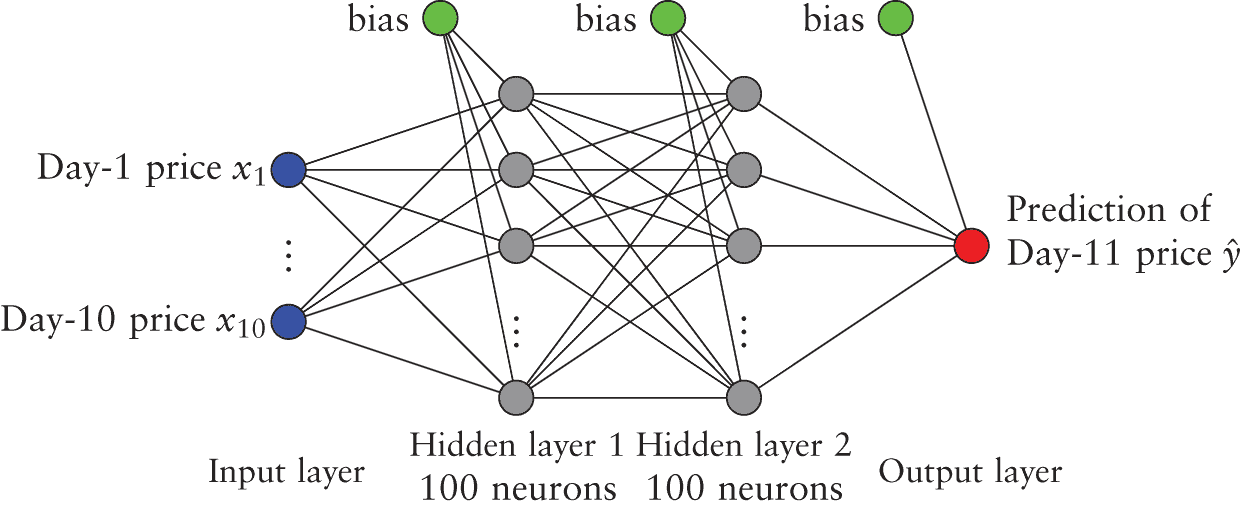 bias
bias
bias
Day-1 price x₁
⋮
Day-10 price x₁₀
⋮
⋮
Prediction of
Day-11 price ŷ
Input layer
Hidden layer 1
100 neurons
Hidden layer 2
100 neurons
Output layer